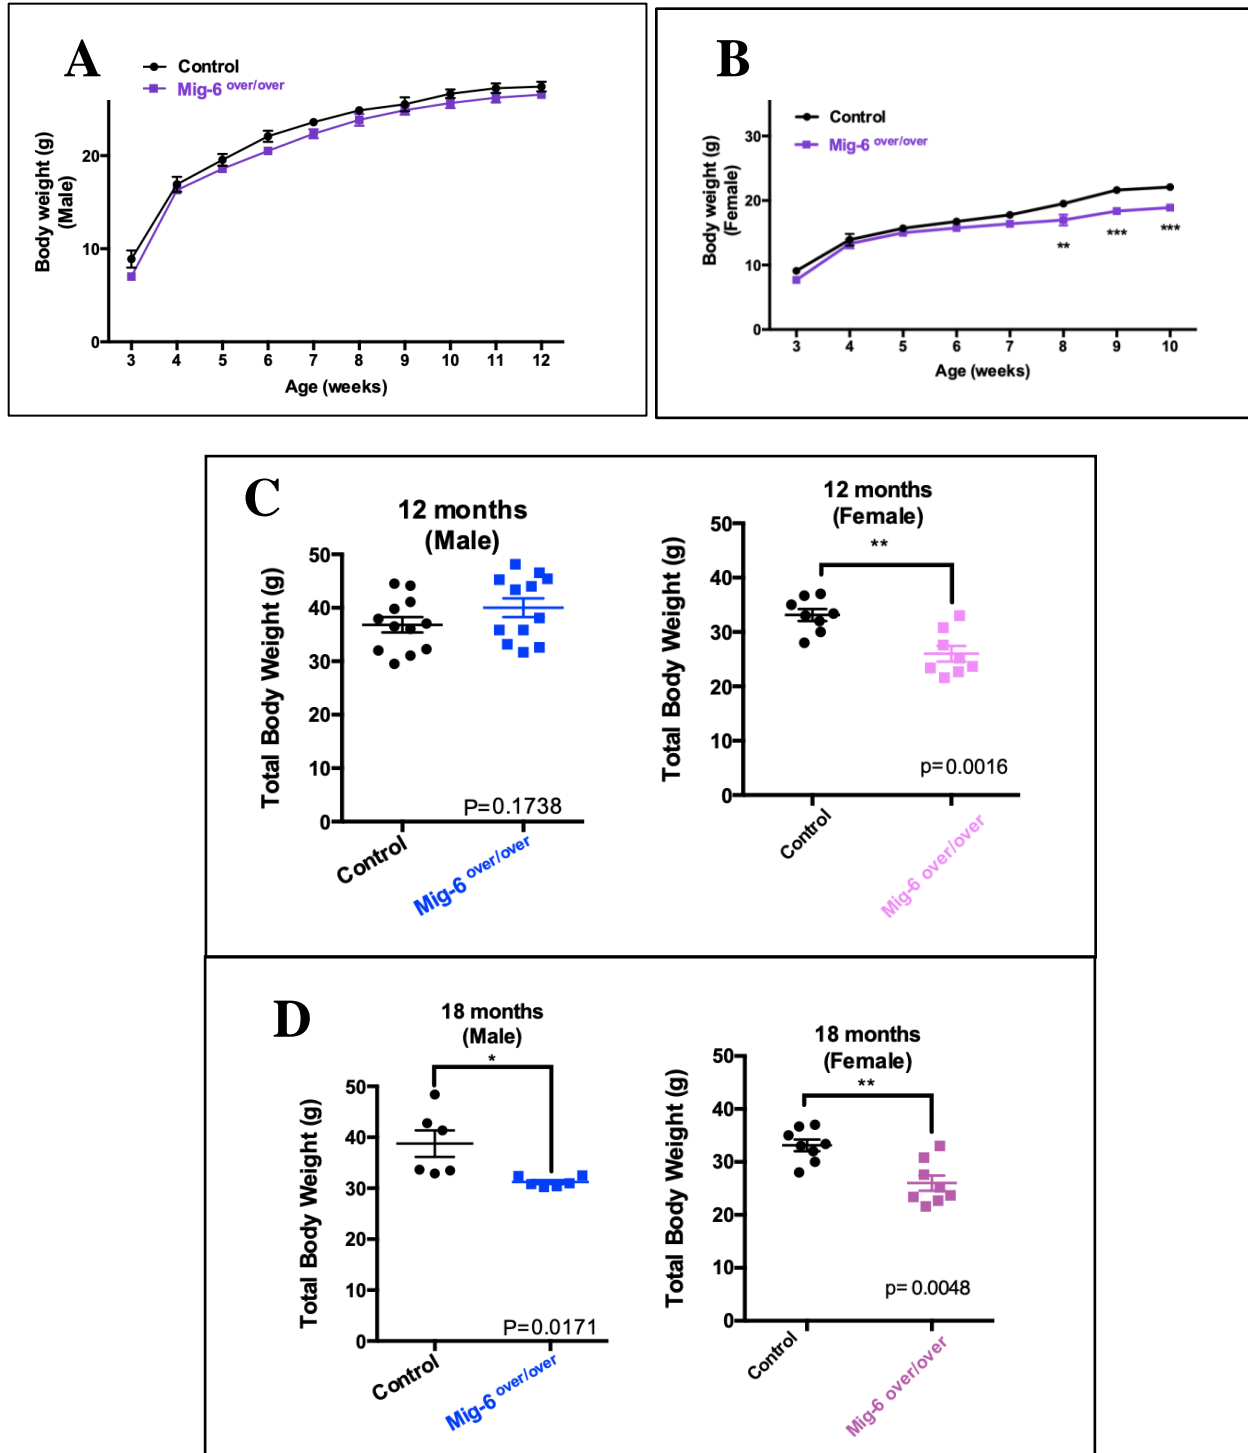 A
Control
Mig-6 over/over
Body weight (g)
(Male)
20
10
0
3 4 5 6 7 8 9 10 11 12
Age (weeks)
B
Control
Mig-6 over/over
Body weight (g)
(Female)
30
20
10
0
** *** ***
3 4 5 6 7 8 9 10
Age (weeks)
C
12 months
(Male)
Total Body Weight (g)
50
40
30
20
10
0
P=0.1738
Control
Mig-6 over/over
12 months
(Female)
**
Total Body Weight (g)
50
40
30
20
10
0
p=0.0016
Control
Mig-6 over/over
D
18 months
(Male)
*
Total Body Weight (g)
50
40
30
20
10
0
P=0.0171
Control
Mig-6 over/over
18 months
(Female)
**
Total Body Weight (g)
50
40
30
20
10
0
p=0.0048
Control
Mig-6 over/over